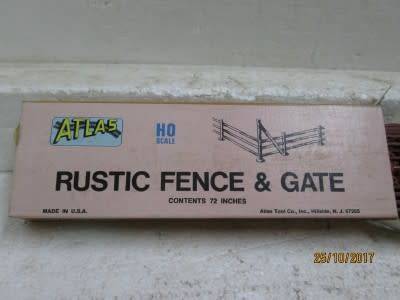 ATLAS
HO
SCALE
RUSTIC FENCE & GATE
CONTENTS 72 INCHES
MADE IN U.S.A.
Atlas Tool Co., Inc., Hillside, N. J. 07205
25/10/2017